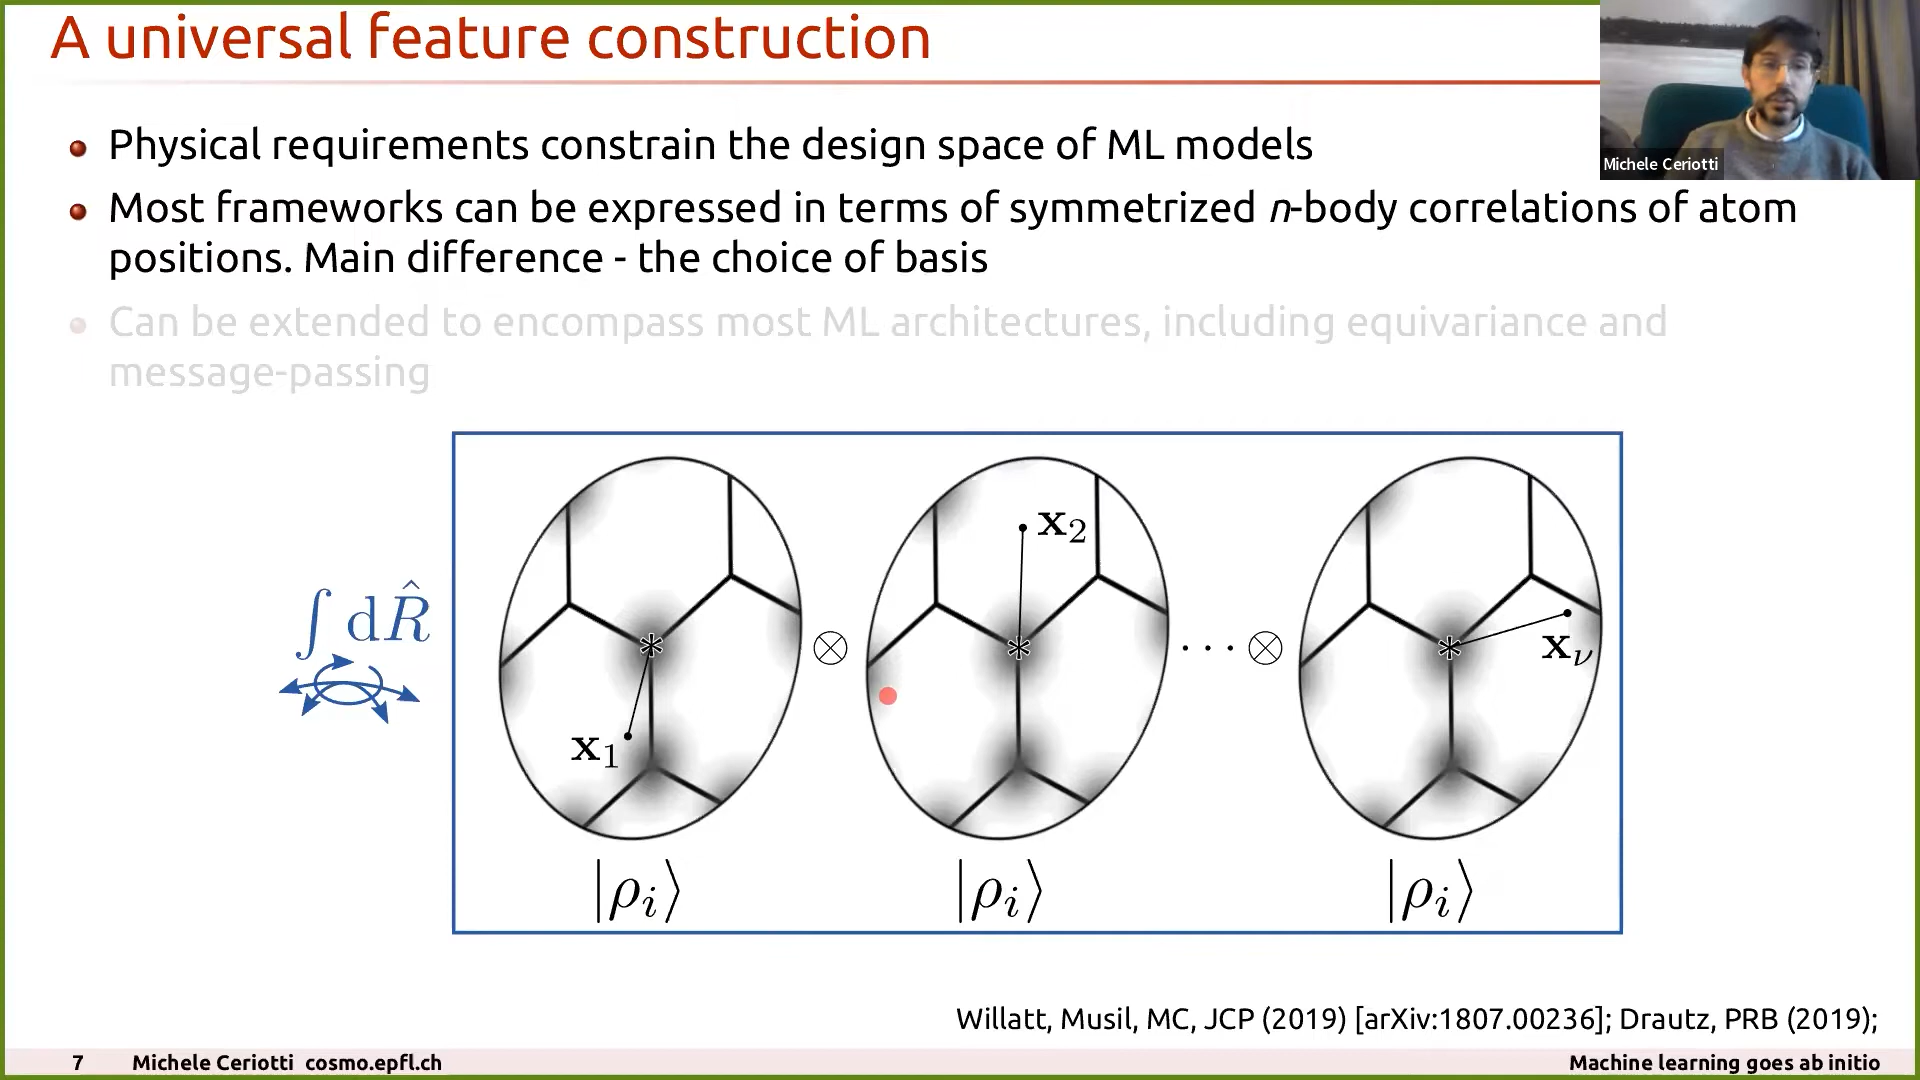 A universal feature construction
Michele Ceriotti
Physical requirements constrain the design space of ML models
Most frameworks can be expressed in terms of symmetrized n-body correlations of atom
positions. Main difference - the choice of basis
Can be extended to encompass most ML architectures, including equivariance and
message-passing
∫ dR̂
x₁
⊗
x₂
··· ⊗
x_ν
|ρᵢ⟩ |ρᵢ⟩ |ρᵢ⟩
Willatt, Musil, MC, JCP (2019) [arXiv:1807.00236]; Drautz, PRB (2019);
7 Michele Ceriotti cosmo.epfl.ch Machine learning goes ab initio